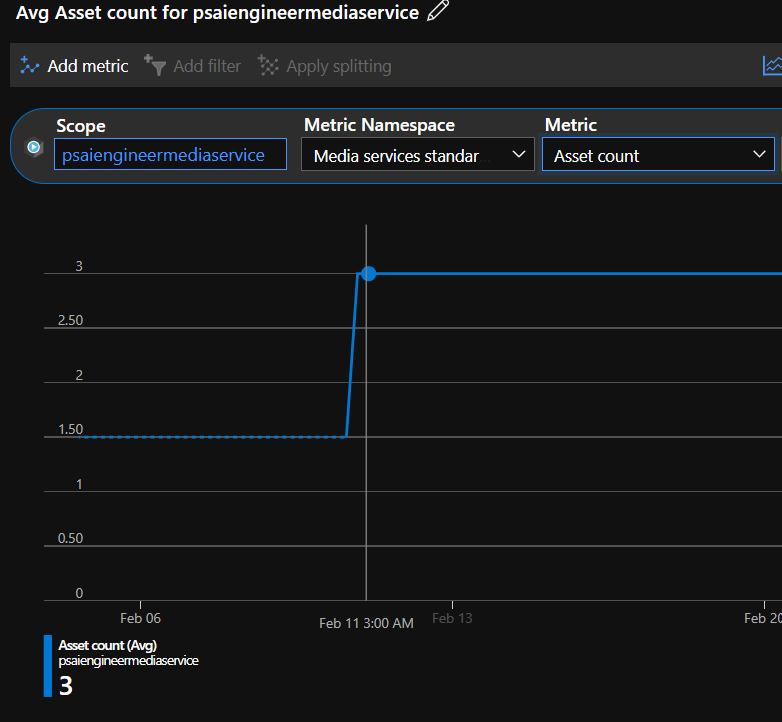 Avg Asset count for psaiengineermediaservice
Add metric Add filter Apply splitting
Scope Metric Namespace Metric
psaiengineermediaservice Media services standar Asset count
3
2.50
2
1.50
1
0.50
0
Feb 06 Feb 11 3:00 AM Feb 13 Feb 20
Asset count (Avg)
psaiengineermediaservice
3